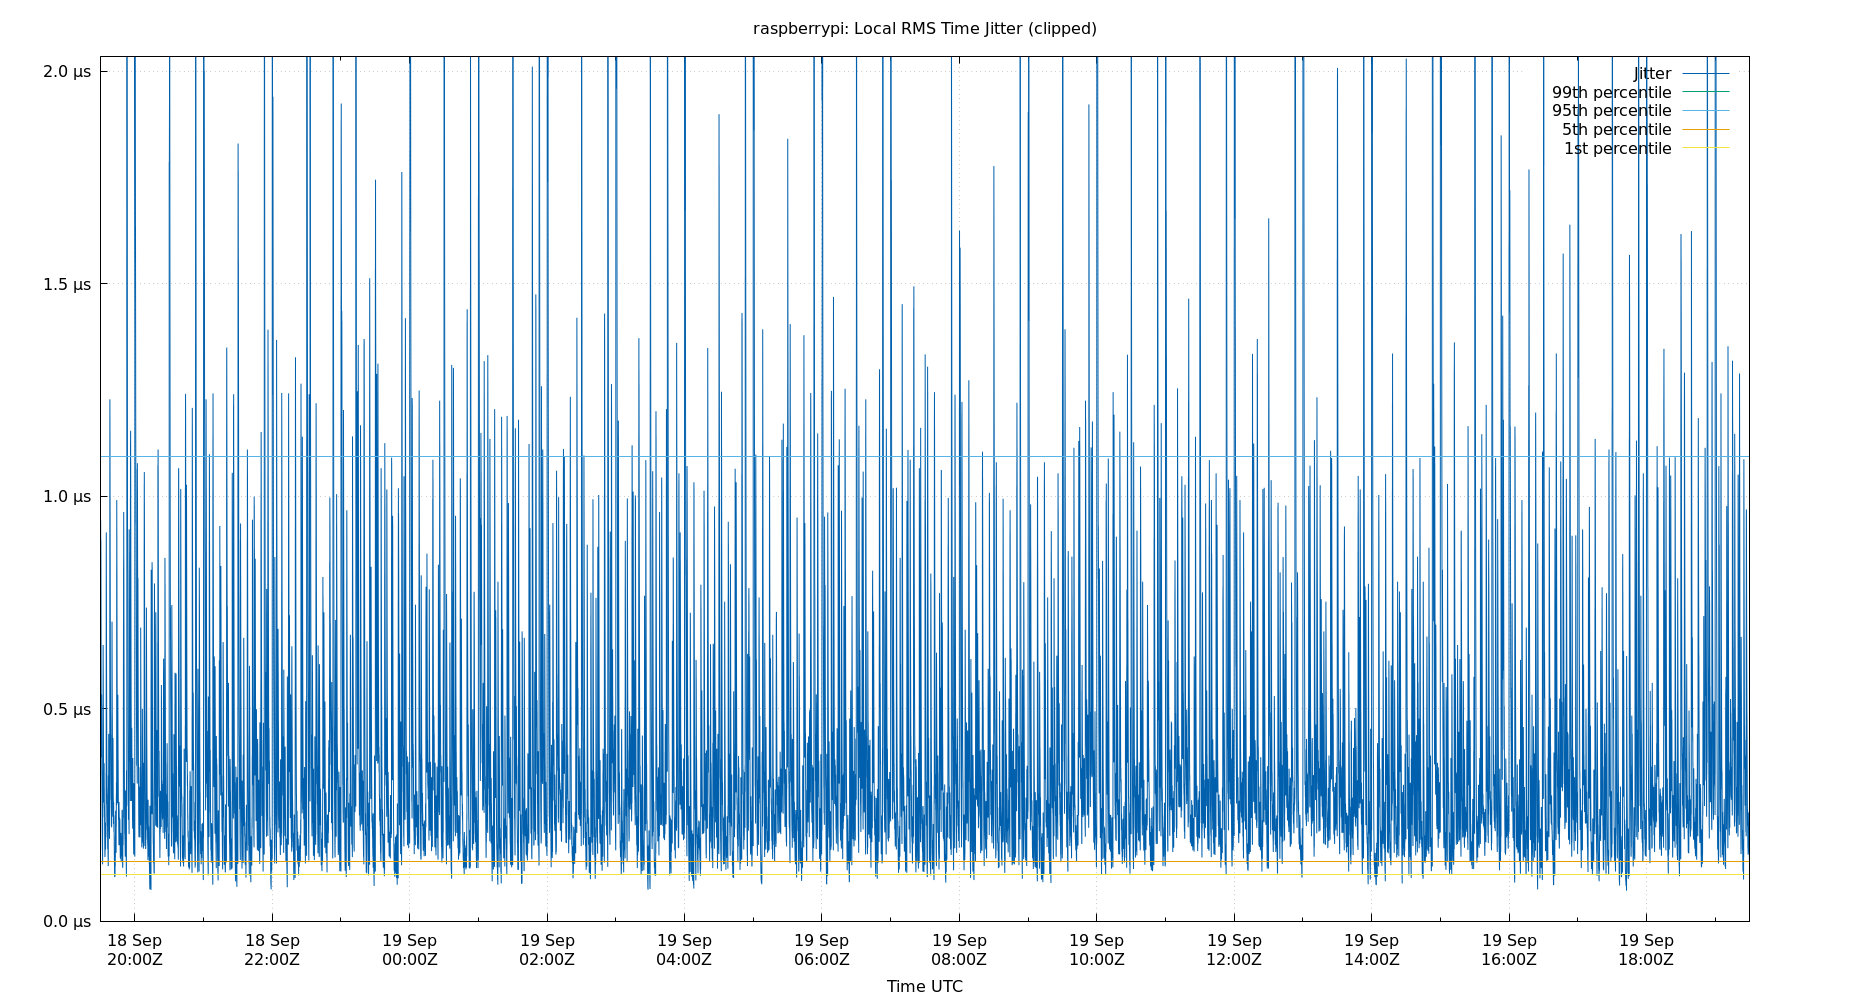 raspberrypi: Local RMS Time Jitter (clipped)
2.0 µs
1.5 µs
1.0 µs
0.5 µs
0.0 µs
Jitter
99th percentile
95th percentile
5th percentile
1st percentile
18 Sep 18 Sep 19 Sep 19 Sep 19 Sep 19 Sep 19 Sep 19 Sep 19 Sep 19 Sep 19 Sep 19 Sep
20:00Z 22:00Z 00:00Z 02:00Z 04:00Z 06:00Z 08:00Z 10:00Z 12:00Z 14:00Z 16:00Z 18:00Z
Time UTC